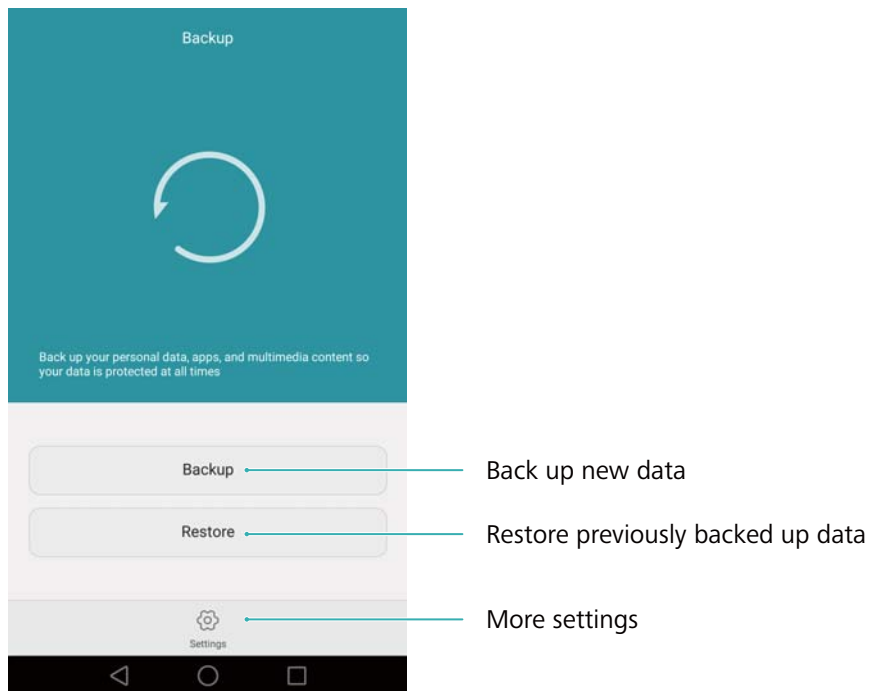 Backup
Back up your personal data, apps, and multimedia content so
your data is protected at all times
Backup
Back up new data
Restore
Restore previously backed up data
Settings
More settings